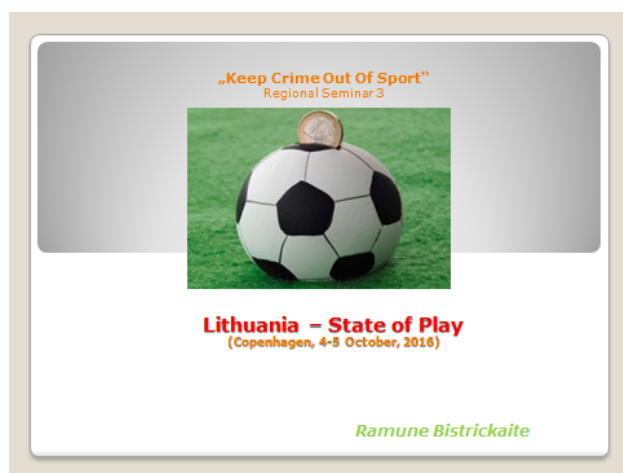 „Keep Crime Out Of Sport“
Regional Seminar 3
Lithuania – State of Play
(Copenhagen, 4-5 October, 2016)
Ramune Bistrickaite